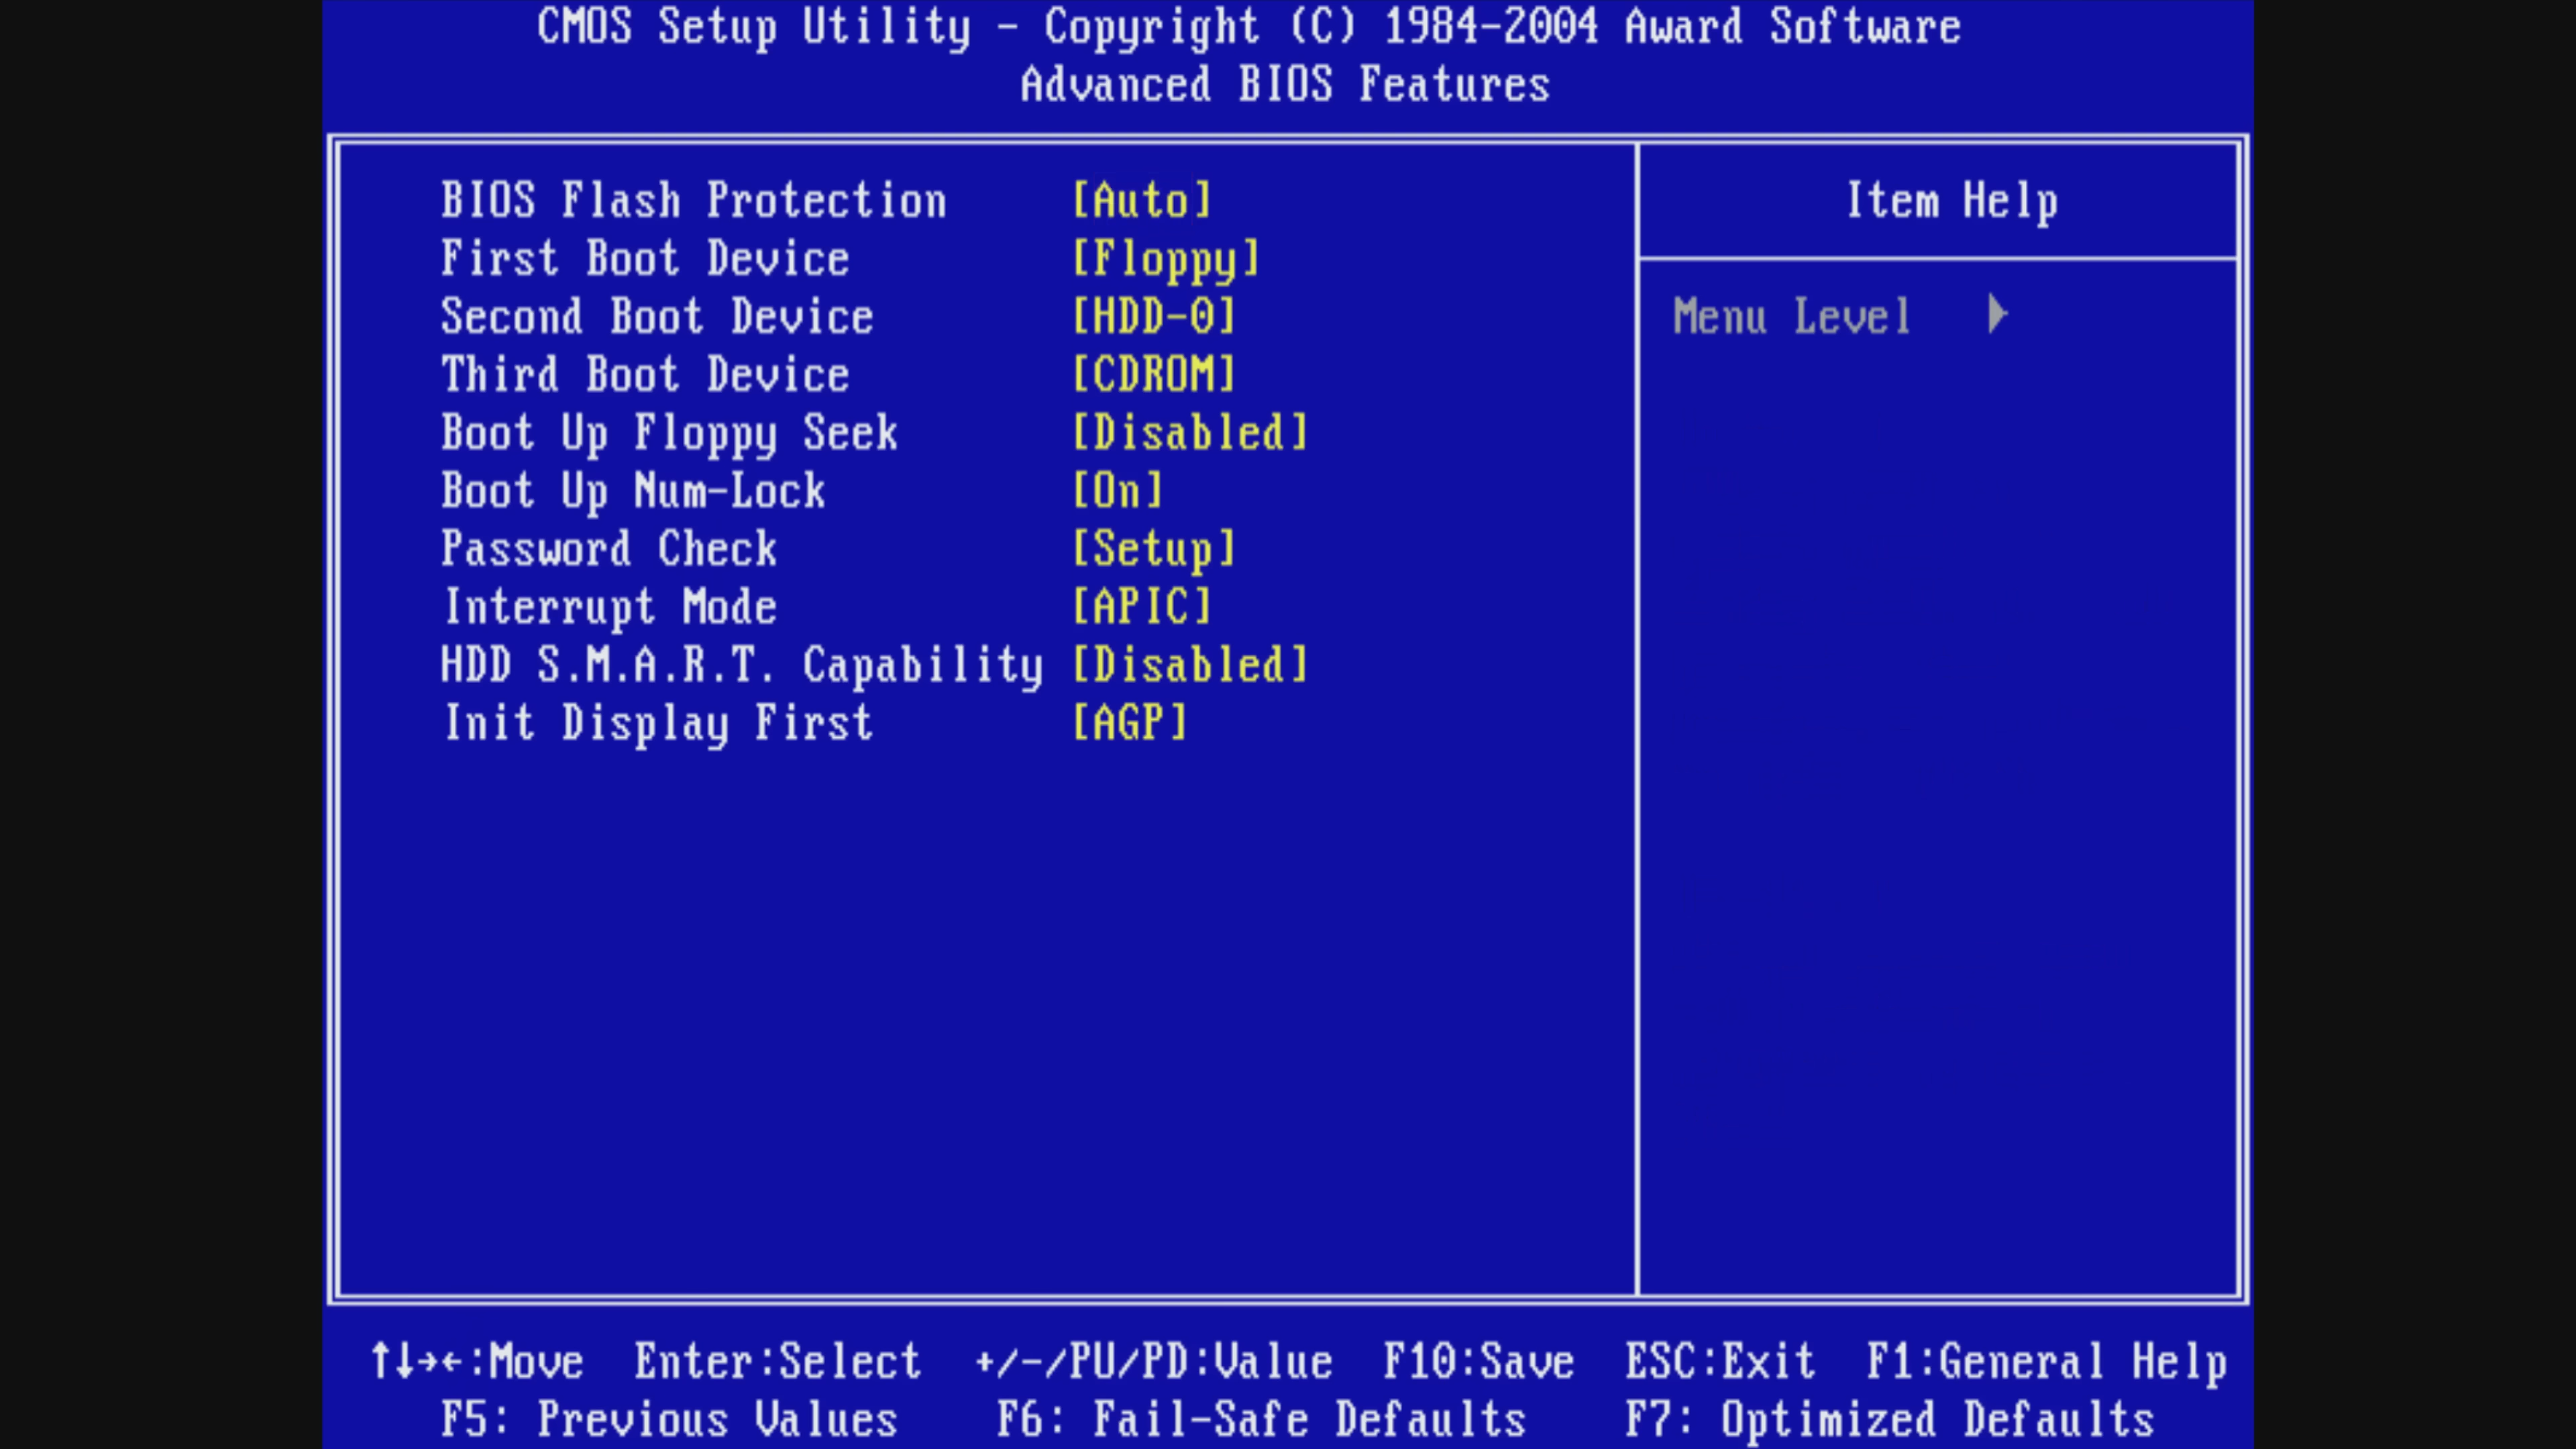 CMOS Setup Utility - Copyright (C) 1984-2004 Award Software
Advanced BIOS Features
BIOS Flash Protection [Auto]
First Boot Device [Floppy]
Second Boot Device [HDD-0]
Third Boot Device [CDROM]
Boot Up Floppy Seek [Disabled]
Boot Up Num-Lock [On]
Password Check [Setup]
Interrupt Mode [APIC]
HDD S.M.A.R.T. Capability [Disabled]
Init Display First [AGP]
Item Help
Menu Level ▶
↑↓→←:Move Enter:Select +/-/PU/PD:Value F10:Save ESC:Exit F1:General Help
F5: Previous Values F6: Fail-Safe Defaults F7: Optimized Defaults